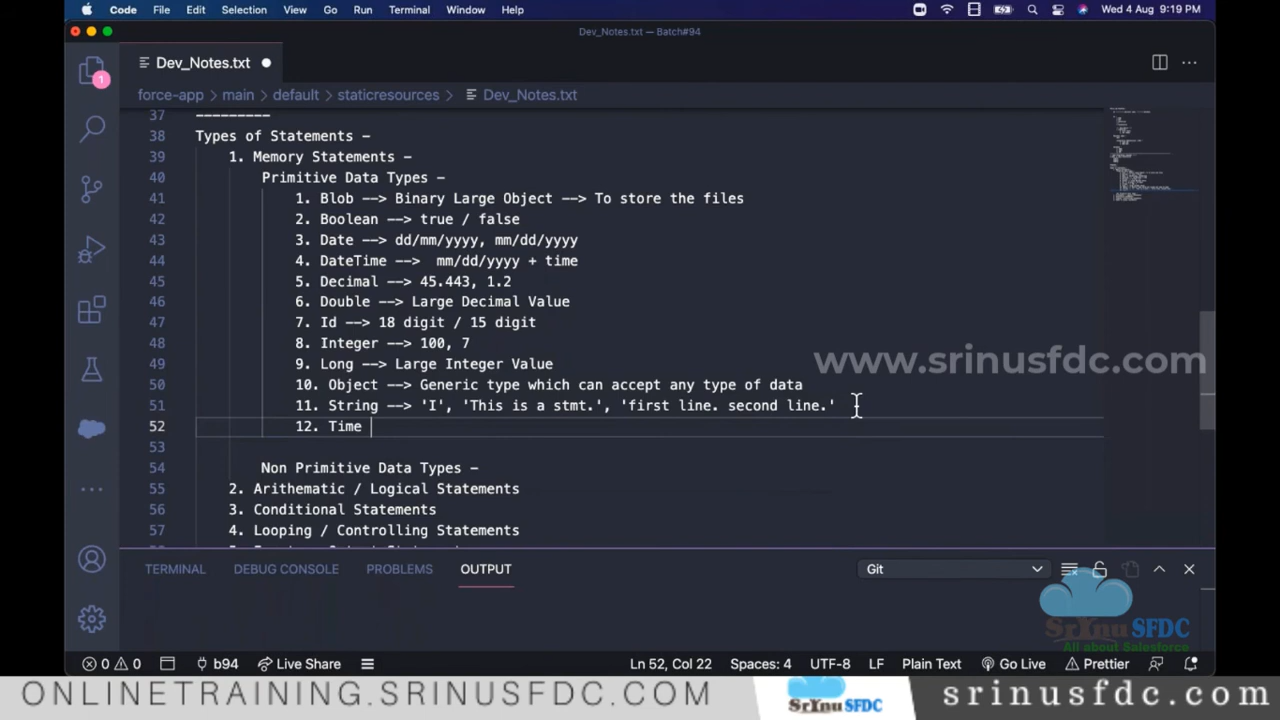 Code File Edit Selection View Go Run Terminal Window Help Wed 4 Aug 9:19 PM
Dev_Notes.txt — Batch#94
Dev_Notes.txt
force-app > main > default > staticresources > Dev_Notes.txt
37 ---------
38 Types of Statements -
39 1. Memory Statements -
40 Primitive Data Types -
41 1. Blob --> Binary Large Object --> To store the files
42 2. Boolean --> true / false
43 3. Date --> dd/mm/yyyy, mm/dd/yyyy
44 4. DateTime --> mm/dd/yyyy + time
45 5. Decimal --> 45.443, 1.2
46 6. Double --> Large Decimal Value
47 7. Id --> 18 digit / 15 digit
48 8. Integer --> 100, 7
49 9. Long --> Large Integer Value
www.srinusfdc.com
50 10. Object --> Generic type which can accept any type of data
51 11. String --> 'I', 'This is a stmt.', 'first line. second line.'
52 12. Time
53
54 Non Primitive Data Types -
55 2. Arithematic / Logical Statements
56 3. Conditional Statements
57 4. Looping / Controlling Statements
TERMINAL DEBUG CONSOLE PROBLEMS OUTPUT Git
1
SrinuSFDC
All about Salesforce
0 0 b94 Live Share Ln 52, Col 22 Spaces: 4 UTF-8 LF Plain Text Go Live Prettier
ONLINETRAINING.SRINUSFDC.COM SrinuSFDC srinusfdc.com